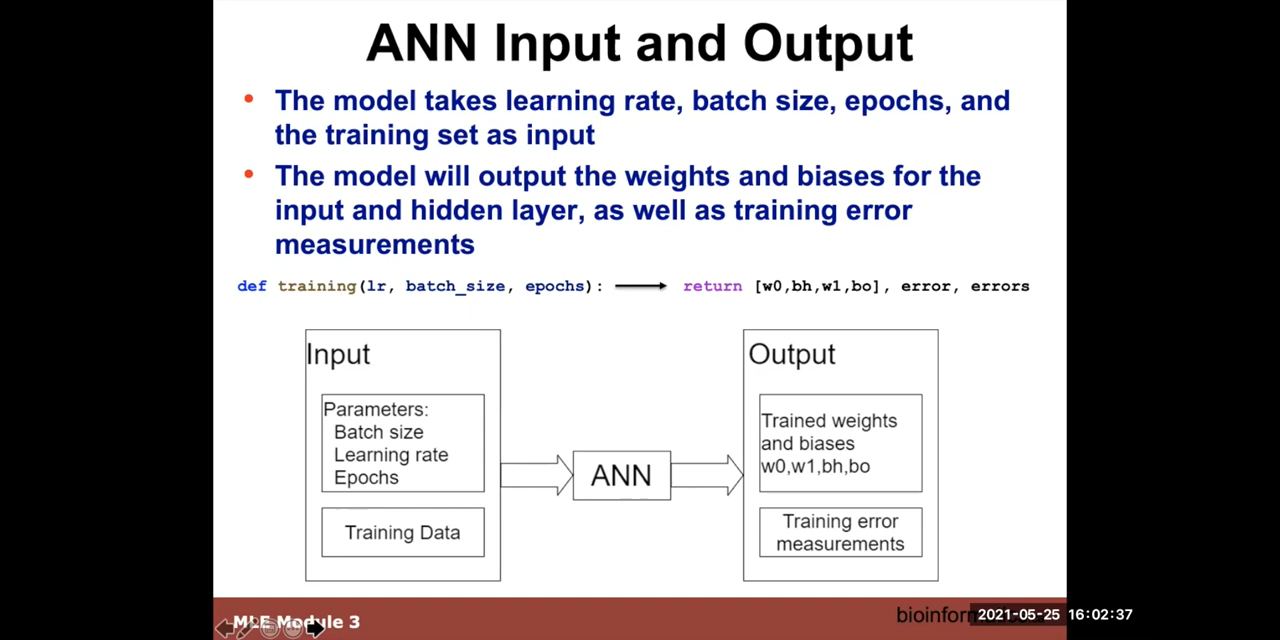 ANN Input and Output
• The model takes learning rate, batch size, epochs, and
the training set as input
• The model will output the weights and biases for the
input and hidden layer, as well as training error
measurements
def training(lr, batch_size, epochs): return [w0,bh,w1,bo], error, errors
Input
Parameters:
Batch size
Learning rate
Epochs
Training Data
ANN
Output
Trained weights
and biases
w0,w1,bh,bo
Training error
measurements
MLE Module 3
2021-05-25 16:02:37